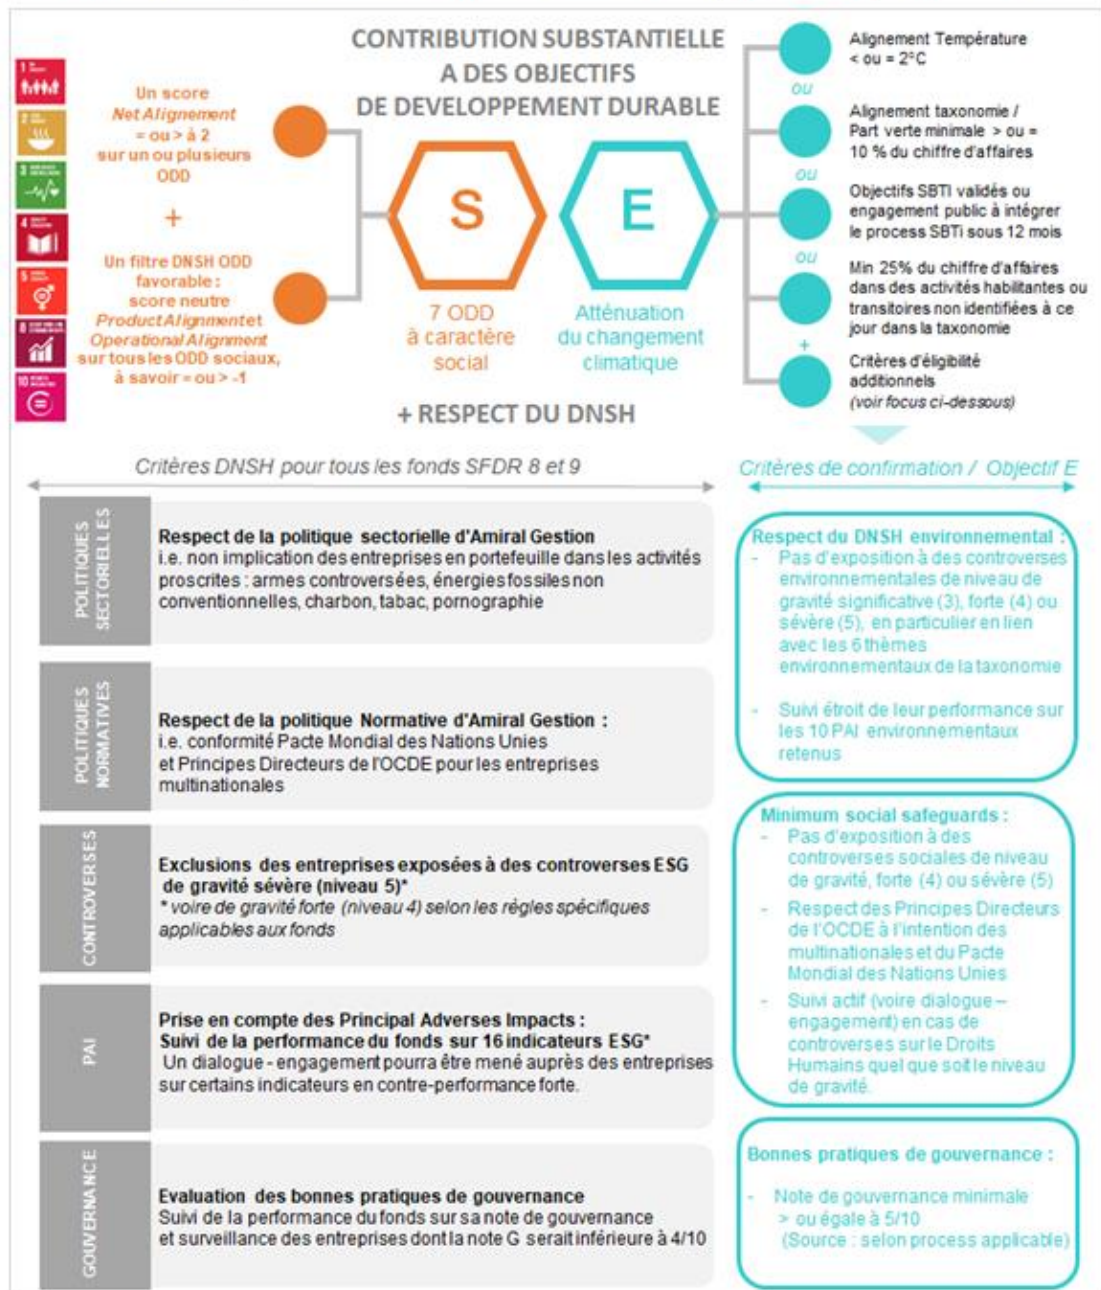 CONTRIBUTION SUBSTANTIELLE
A DES OBJECTIFS
DE DEVELOPPEMENT DURABLE
1
2
3
4
5
8
10
Un score
Net Alignement
= ou > à 2
sur un ou plusieurs
ODD
+
Un filtre DNSH ODD
favorable :
score neutre
Product Alignment et
Operational Alignment
sur tous les ODD sociaux,
à savoir = ou > -1
S
7 ODD
à caractère
social
E
Atténuation
du changement
climatique
Alignement Température
< ou = 2°C
ou
Alignement taxonomie /
Part verte minimale > ou =
10 % du chiffre d'affaires
ou
Objectifs SBTI validés ou
engagement public à intégrer
le process SBTi sous 12 mois
ou
Min 25% du chiffre d'affaires
dans des activités habilitantes ou
transitoires non identifiées à ce
jour dans la taxonomie
+
Critères d'éligibilité
additionnels
(voir focus ci-dessous)
+ RESPECT DU DNSH
Critères DNSH pour tous les fonds SFDR 8 et 9
POLITIQUES
SECTORIELLES
Respect de la politique sectorielle d'Amiral Gestion
i.e. non implication des entreprises en portefeuille dans les activités
proscrites : armes controversées, énergies fossiles non
conventionnelles, charbon, tabac, pornographie
POLITIQUES
NORMATIVES
Respect de la politique Normative d'Amiral Gestion :
i.e. conformité Pacte Mondial des Nations Unies
et Principes Directeurs de l'OCDE pour les entreprises
multinationales
CONTROVERSES
Exclusions des entreprises exposées à des controverses ESG
de gravité sévère (niveau 5)*
* voire de gravité forte (niveau 4) selon les règles spécifiques
applicables aux fonds
PAI
Prise en compte des Principal Adverses Impacts :
Suivi de la performance du fonds sur 16 indicateurs ESG*
Un dialogue - engagement pourra être mené auprès des entreprises
sur certains indicateurs en contre-performance forte.
GOUVERNANCE
Evaluation des bonnes pratiques de gouvernance
Suivi de la performance du fonds sur sa note de gouvernance
et surveillance des entreprises dont la note G serait inférieure à 4/10
Critères de confirmation / Objectif E
Respect du DNSH environnemental :
- Pas d'exposition à des controverses
environnementales de niveau de
gravité significative (3), forte (4) ou
sévère (5), en particulier en lien
avec les 6 thèmes
environnementaux de la taxonomie
- Suivi étroit de leur performance sur
les 10 PAI environnementaux
retenus
Minimum social safeguards :
- Pas d'exposition à des
controverses sociales de niveau
de gravité, forte (4) ou sévère (5)
- Respect des Principes Directeurs
de l'OCDE à l'intention des
multinationales et du Pacte
Mondial des Nations Unies
- Suivi actif (voire dialogue –
engagement) en cas de
controverses sur le Droits
Humains quel que soit le niveau
de gravité.
Bonnes pratiques de gouvernance :
- Note de gouvernance minimale
> ou égale à 5/10
(Source : selon process applicable)